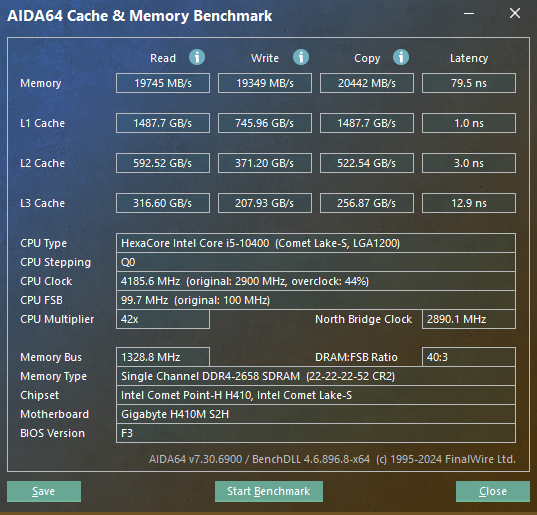 AIDA64 Cache & Memory Benchmark
Read Write Copy Latency
Memory 19745 MB/s 19349 MB/s 20442 MB/s 79.5 ns
L1 Cache 1487.7 GB/s 745.96 GB/s 1487.7 GB/s 1.0 ns
L2 Cache 592.52 GB/s 371.20 GB/s 522.54 GB/s 3.0 ns
L3 Cache 316.60 GB/s 207.93 GB/s 256.87 GB/s 12.9 ns
CPU Type HexaCore Intel Core i5-10400 (Comet Lake-S, LGA1200)
CPU Stepping Q0
CPU Clock 4185.6 MHz (original: 2900 MHz, overclock: 44%)
CPU FSB 99.7 MHz (original: 100 MHz)
CPU Multiplier 42x North Bridge Clock 2890.1 MHz
Memory Bus 1328.8 MHz DRAM:FSB Ratio 40:3
Memory Type Single Channel DDR4-2658 SDRAM (22-22-22-52 CR2)
Chipset Intel Comet Point-H H410, Intel Comet Lake-S
Motherboard Gigabyte H410M S2H
BIOS Version F3
AIDA64 v7.30.6900 / BenchDLL 4.6.896.8-x64 (c) 1995-2024 FinalWire Ltd.
Save Start Benchmark Close